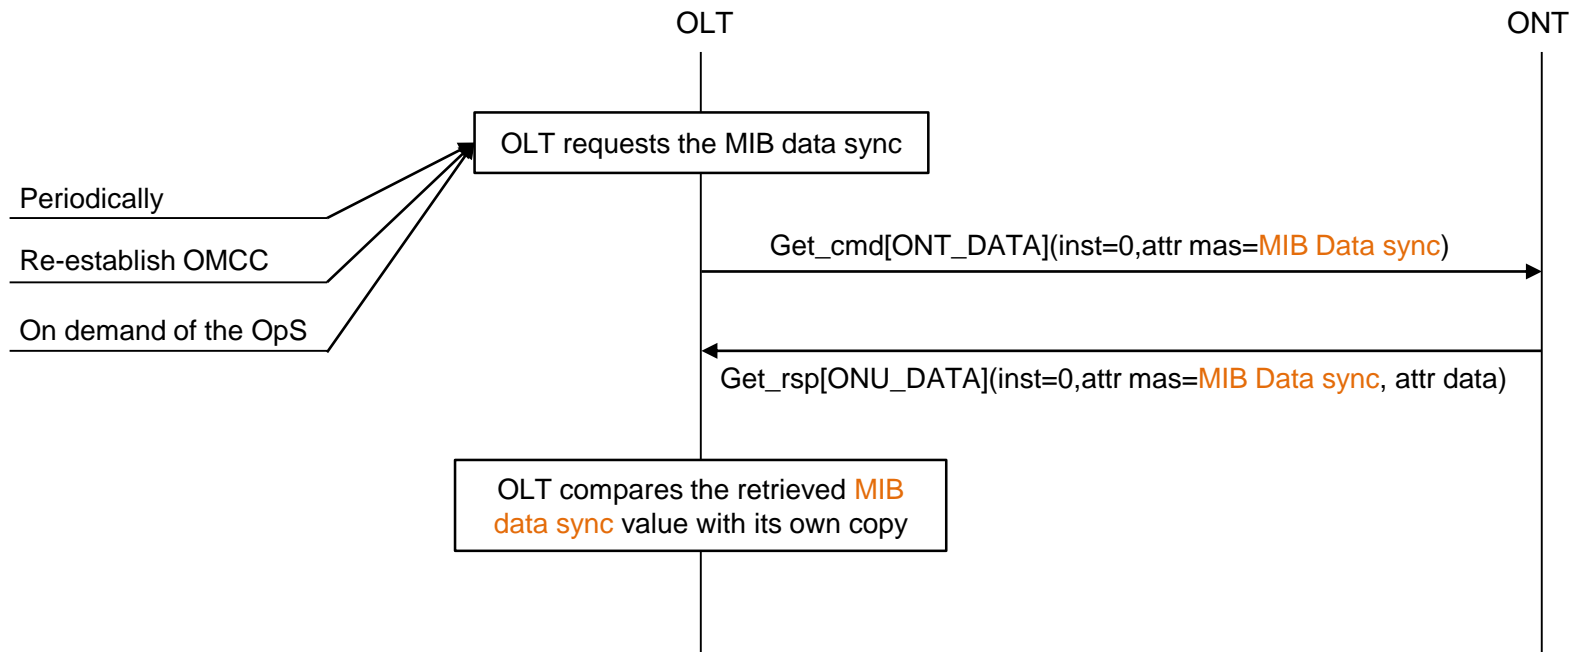 OLT
ONT
OLT requests the MIB data sync
Periodically
Re-establish OMCC
On demand of the OpS
Get_cmd[ONT_DATA](inst=0,attr mas=MIB Data sync)
Get_rsp[ONU_DATA](inst=0,attr mas=MIB Data sync, attr data)
OLT compares the retrieved MIB
data sync value with its own copy